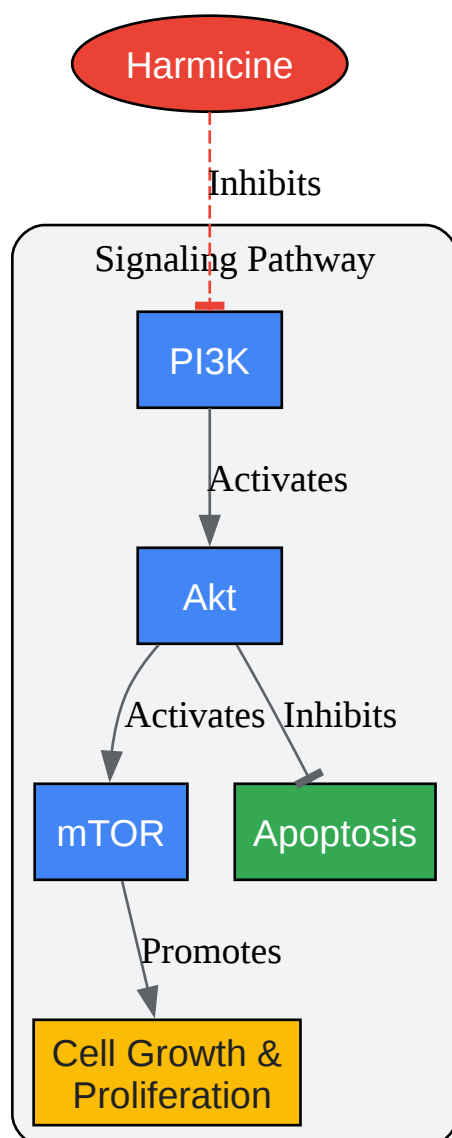 Harmicine
Inhibits
Signaling Pathway
PI3K
Activates
Akt
Activates
Inhibits
mTOR
Apoptosis
Promotes
Cell Growth &
Proliferation